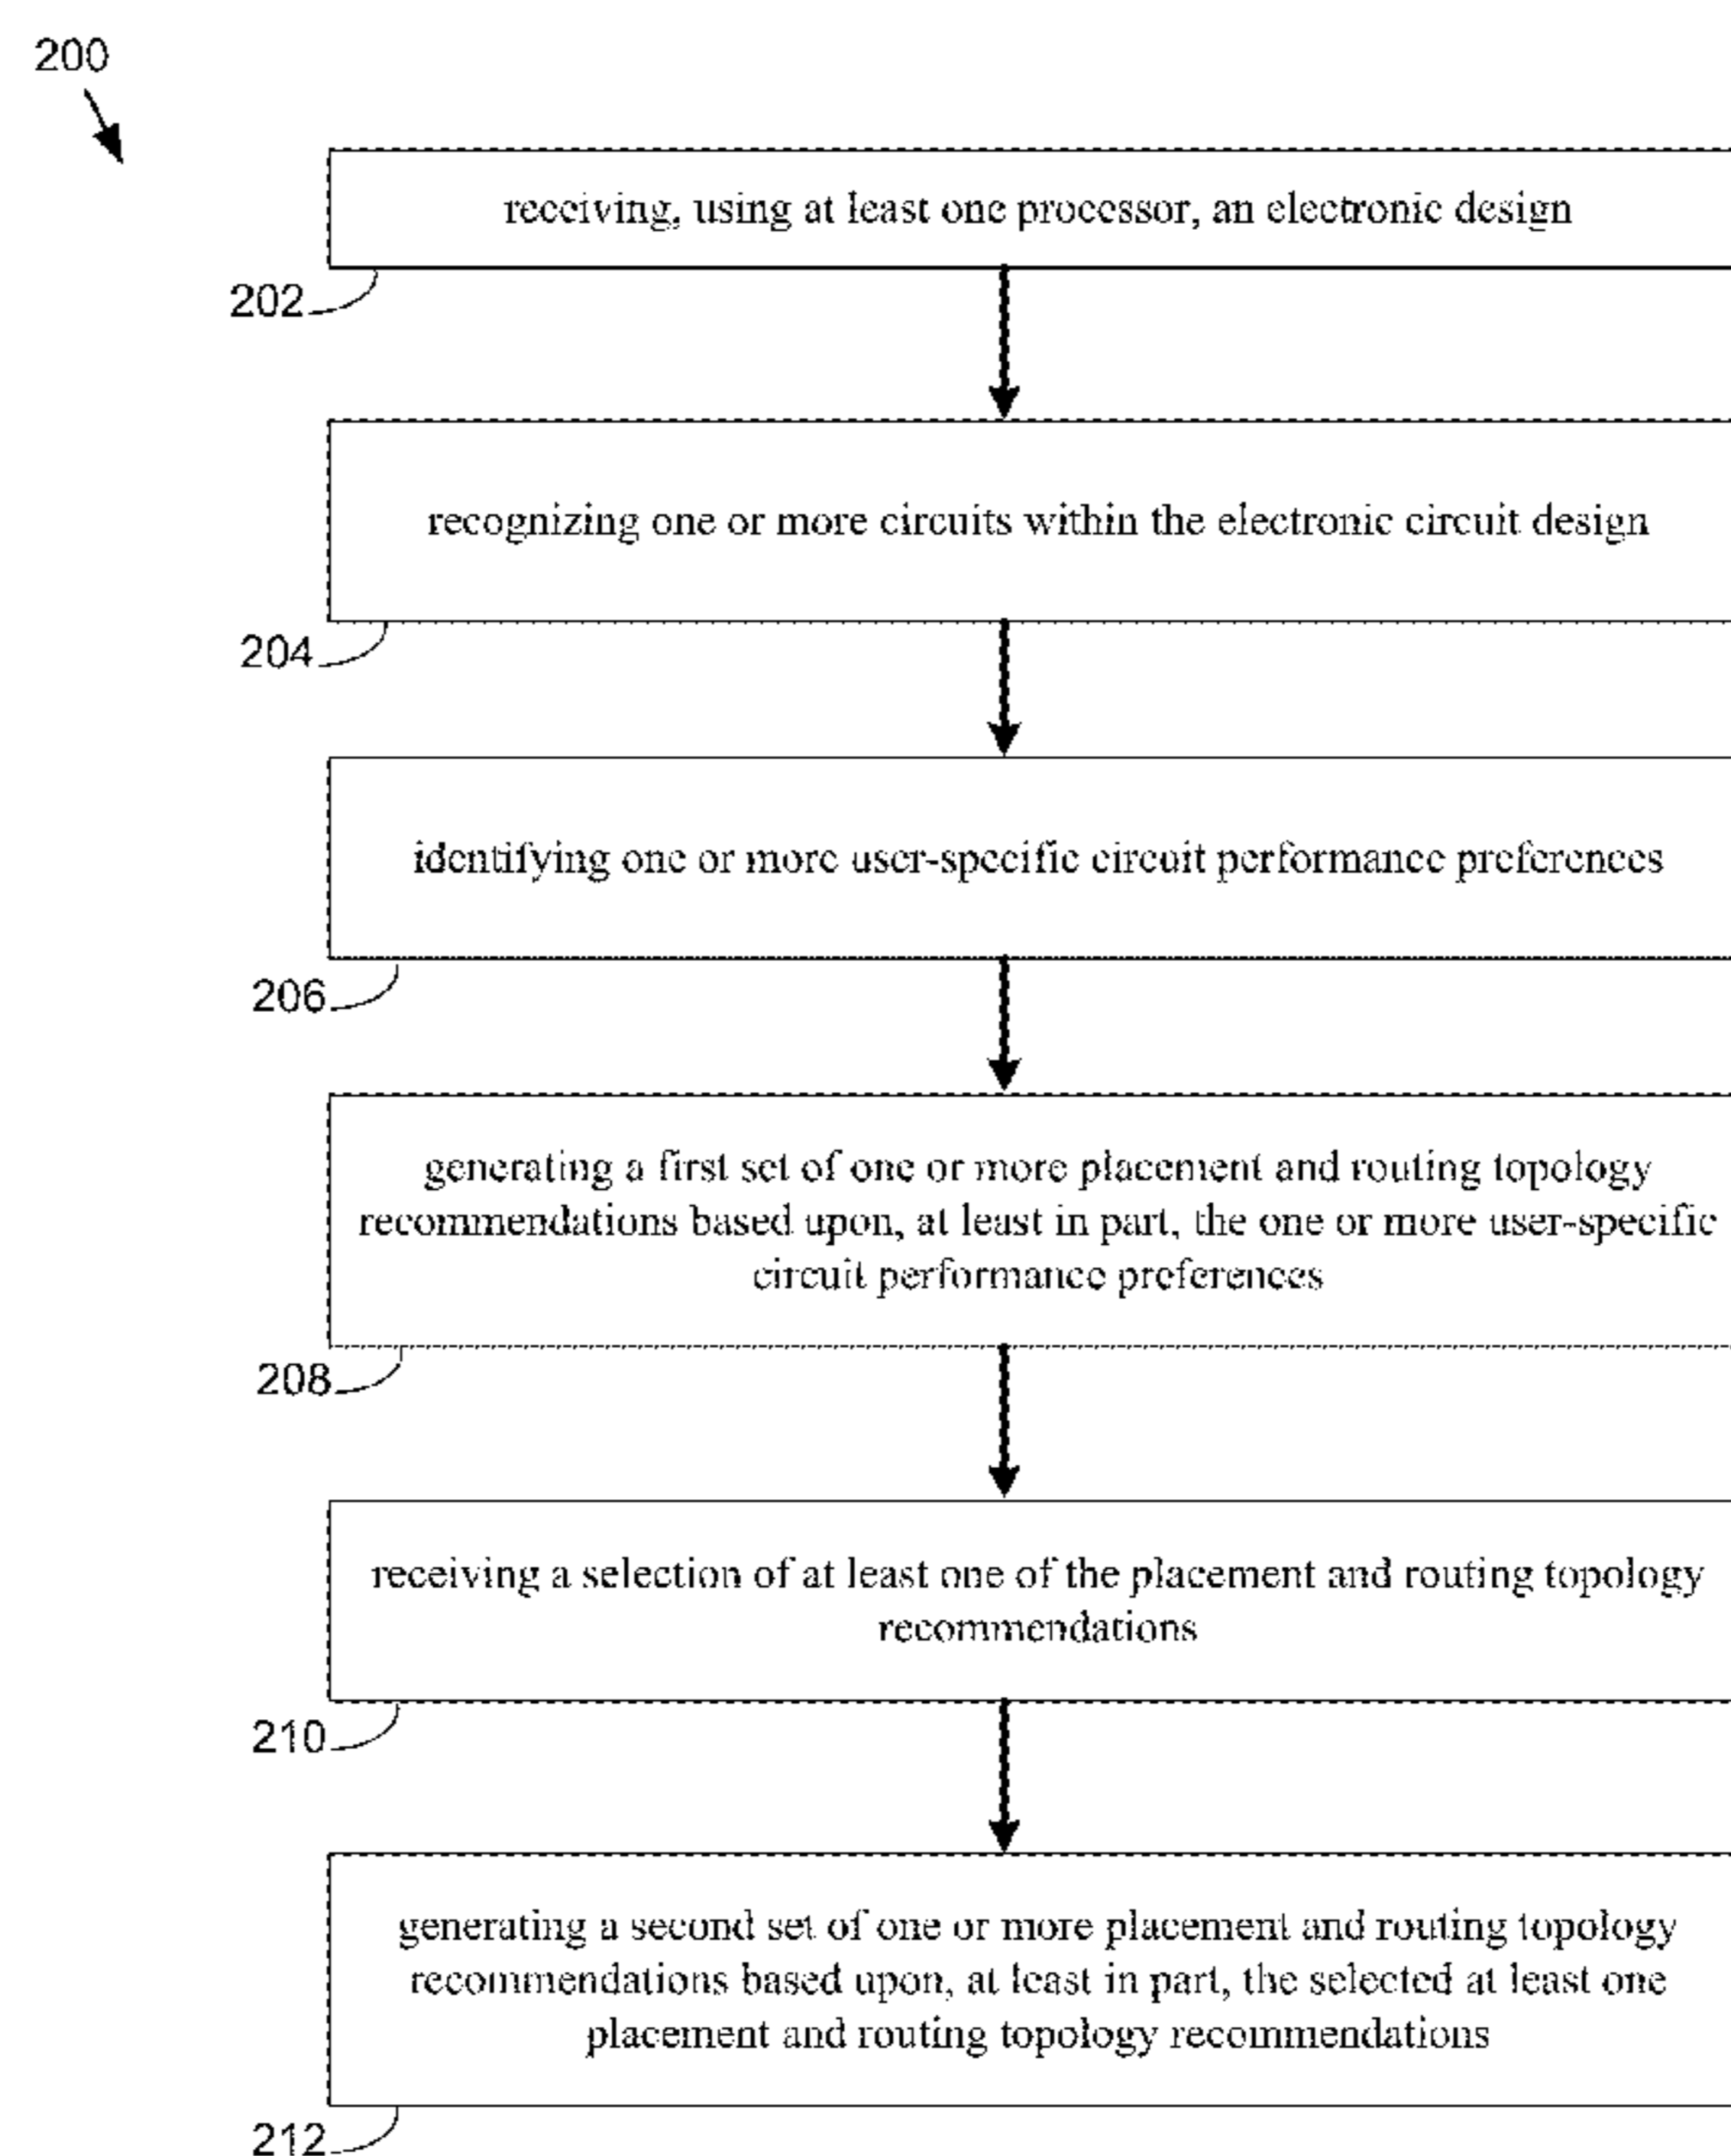 200
receiving, using at least one processor, an electronic design
202
recognizing one or more circuits within the electronic circuit design
204
identifying one or more user-specific circuit performance preferences
206
generating a first set of one or more placement and routing topology
recommendations based upon, at least in part, the one or more user-specific
circuit performance preferences
208
receiving a selection of at least one of the placement and routing topology
recommendations
210
generating a second set of one or more placement and routing topology
recommendations based upon, at least in part, the selected at least one
placement and routing topology recommendations
212